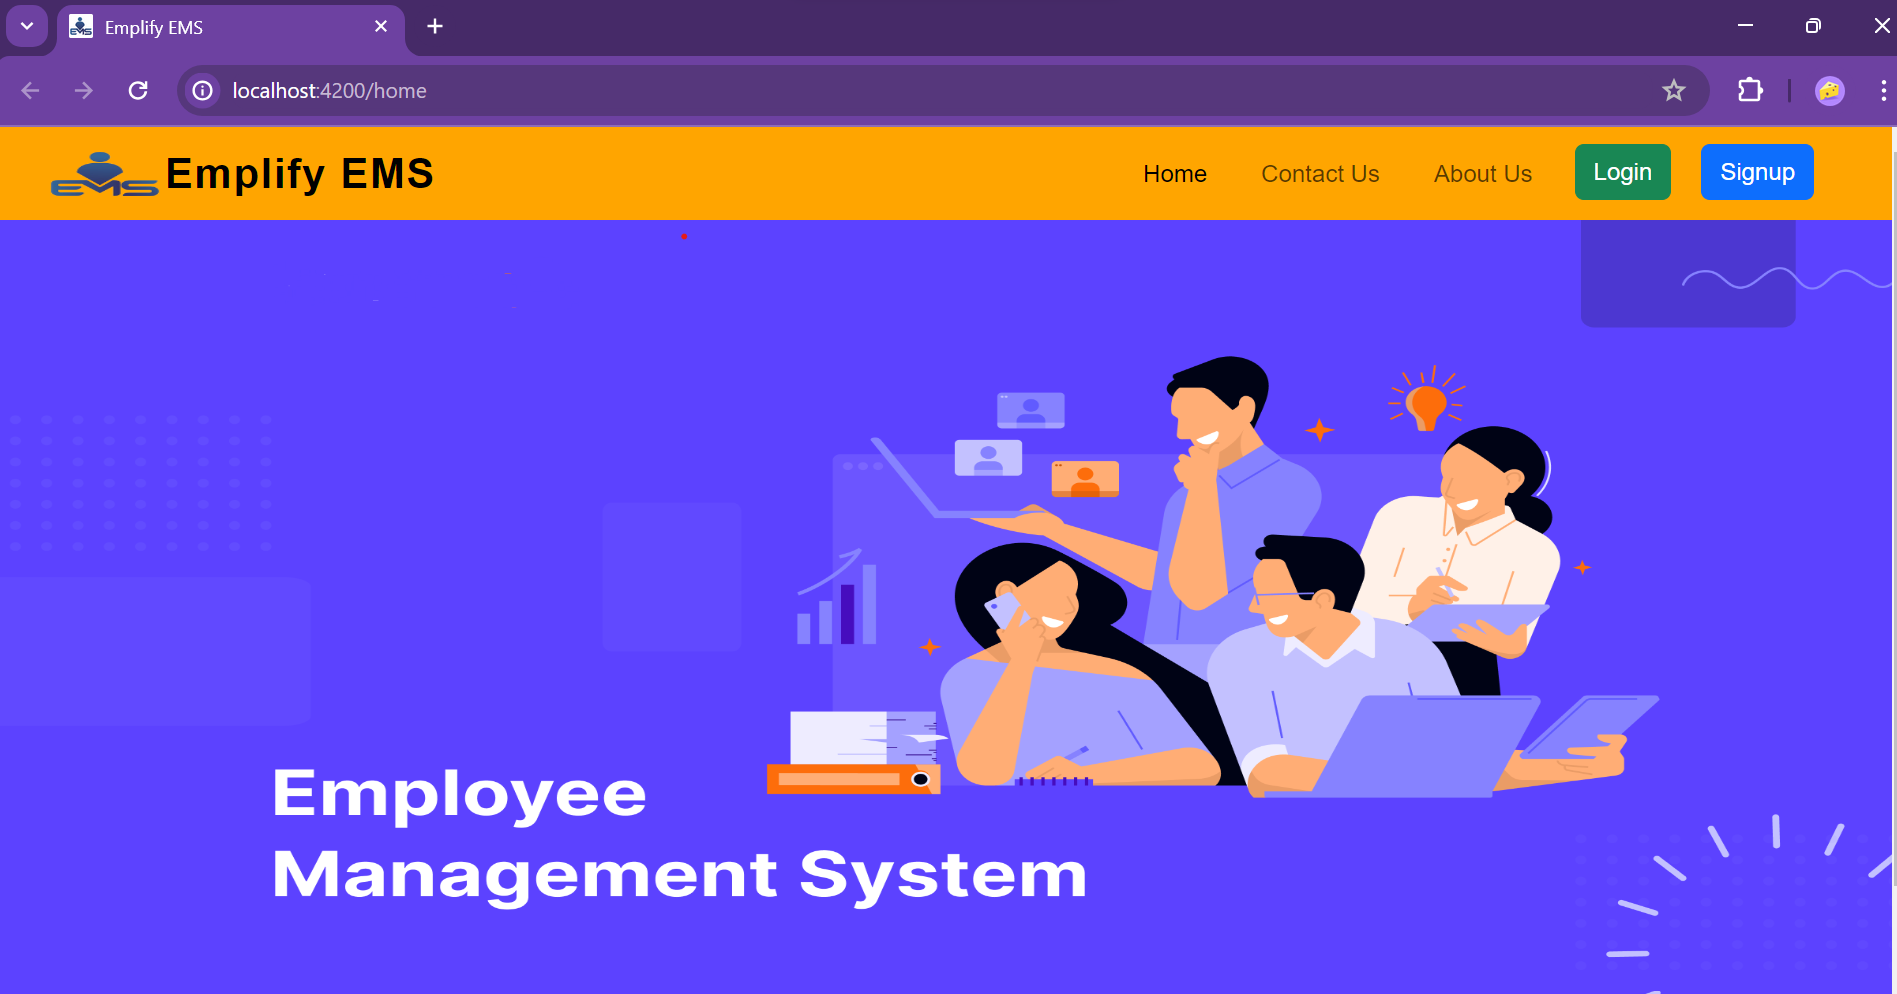 Emplify EMS
localhost:4200/home
EMS Emplify EMS Home Contact Us About Us Login Signup
Employee
Management System